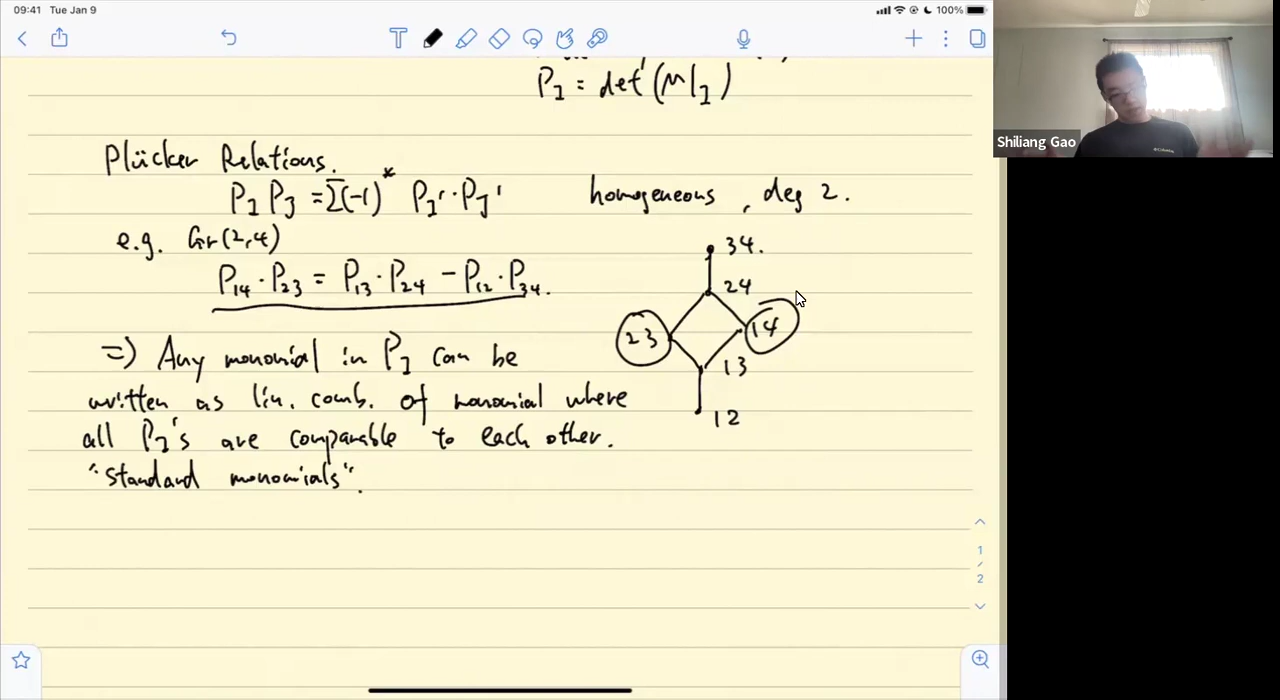 09:41 Tue Jan 9
100%
P_I = det(M|_I)
Shiliang Gao
Plücker Relations.
P_I P_J = Σ(-1)^* P_I' · P_J'
homogeneous, deg 2.
e.g. Gr(2,4)
34.
P_14 · P_23 = P_13 · P_24 - P_12 · P_34.
24
23
14
=) Any monomial in P_I can be
13
written as lin. comb. of monomial where
12
all P_I's are comparable to each other.
"standard monomials".
1
/
2